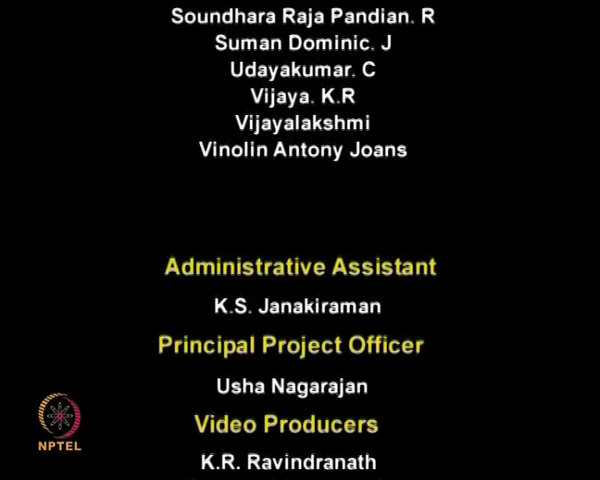 Soundhara Raja Pandian. R
Suman Dominic. J
Udayakumar. C
Vijaya. K.R
Vijayalakshmi
Vinolin Antony Joans
Administrative Assistant
K.S. Janakiraman
Principal Project Officer
Usha Nagarajan
Video Producers
K.R. Ravindranath
NPTEL